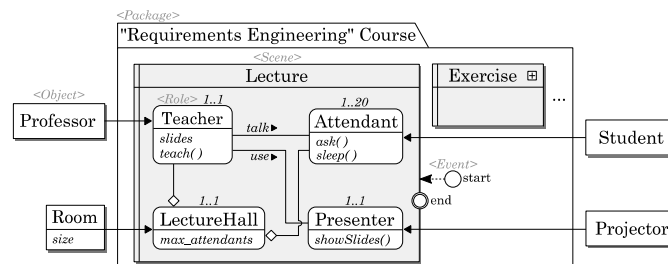 <Package>
"Requirements Engineering" Course
<Scene>
Lecture
Exercise
...
<Object>
Professor
<Role> 1..1
Teacher
slides
teach()
talk
use
1..20
Attendant
ask()
sleep()
Student
<Event>
start
end
Room
size
1..1
LectureHall
max_attendants
1..1
Presenter
showSlides()
Projector